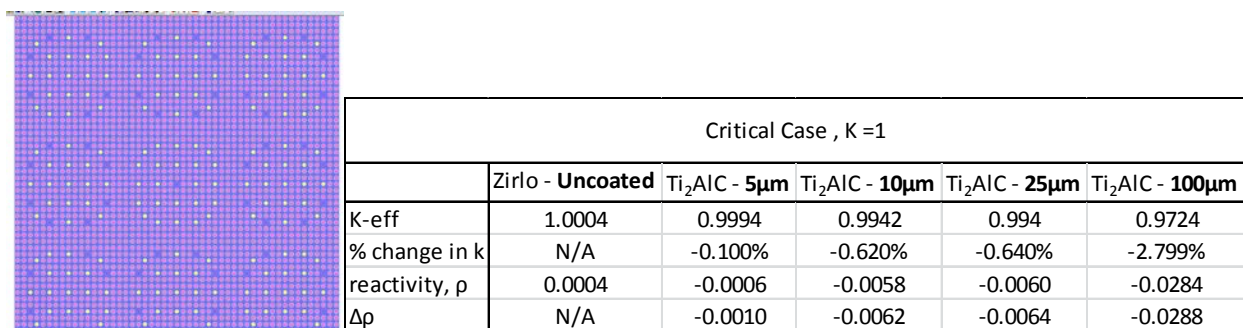 Critical Case , K =1
Zirlo - Uncoated Ti₂AlC - 5µm Ti₂AlC - 10µm Ti₂AlC - 25µm Ti₂AlC - 100µm
K-eff 1.0004 0.9994 0.9942 0.994 0.9724
% change in k N/A -0.100% -0.620% -0.640% -2.799%
reactivity, ρ 0.0004 -0.0006 -0.0058 -0.0060 -0.0284
Δρ N/A -0.0010 -0.0062 -0.0064 -0.0288